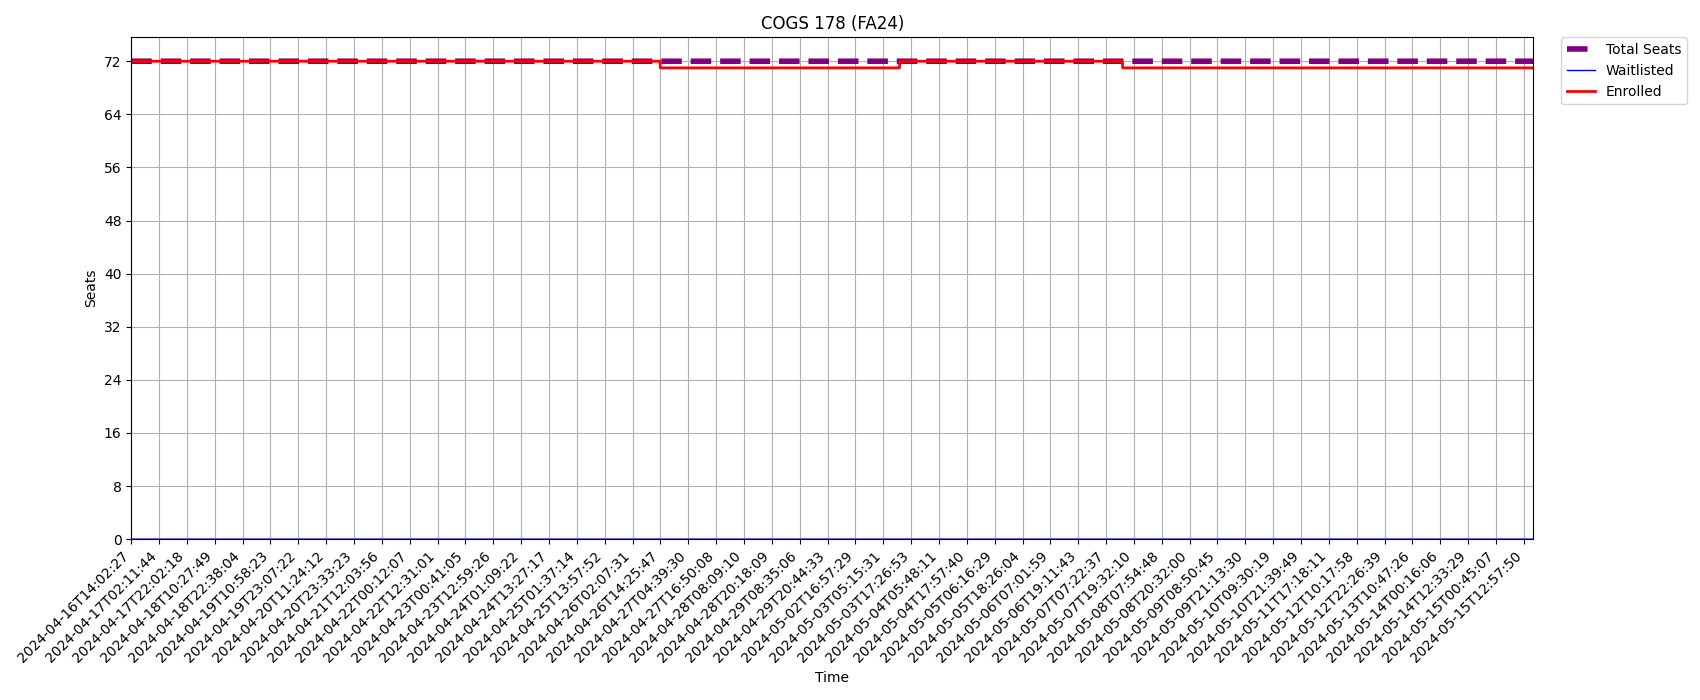 COGS 178 (FA24)
Total Seats
Waitlisted
Enrolled
72
64
56
48
40
32
24
16
8
0
Seats
2024-04-16T14:02:27
2024-04-17T02:11:44
2024-04-17T22:02:18
2024-04-18T10:27:49
2024-04-18T22:38:04
2024-04-19T10:58:23
2024-04-19T23:07:22
2024-04-20T11:24:12
2024-04-20T23:33:23
2024-04-21T12:03:56
2024-04-22T00:12:07
2024-04-22T12:31:01
2024-04-23T00:41:05
2024-04-23T12:59:26
2024-04-24T01:09:22
2024-04-24T13:27:17
2024-04-25T01:37:14
2024-04-25T13:57:52
2024-04-26T02:07:31
2024-04-26T14:25:47
2024-04-27T04:39:30
2024-04-27T16:50:08
2024-04-28T08:09:10
2024-04-28T20:18:09
2024-04-29T08:35:06
2024-04-29T20:44:33
2024-05-02T16:57:29
2024-05-03T05:15:31
2024-05-03T17:26:53
2024-05-04T05:48:11
2024-05-04T17:57:40
2024-05-05T06:16:29
2024-05-05T18:26:04
2024-05-06T07:01:59
2024-05-06T19:11:43
2024-05-07T07:22:37
2024-05-07T19:32:10
2024-05-08T07:54:48
2024-05-08T20:32:00
2024-05-09T08:50:45
2024-05-09T21:13:30
2024-05-10T09:30:19
2024-05-10T21:39:49
2024-05-11T17:18:11
2024-05-12T10:17:58
2024-05-12T22:26:39
2024-05-13T10:47:26
2024-05-14T00:16:06
2024-05-14T12:33:29
2024-05-15T00:45:07
2024-05-15T12:57:50
Time